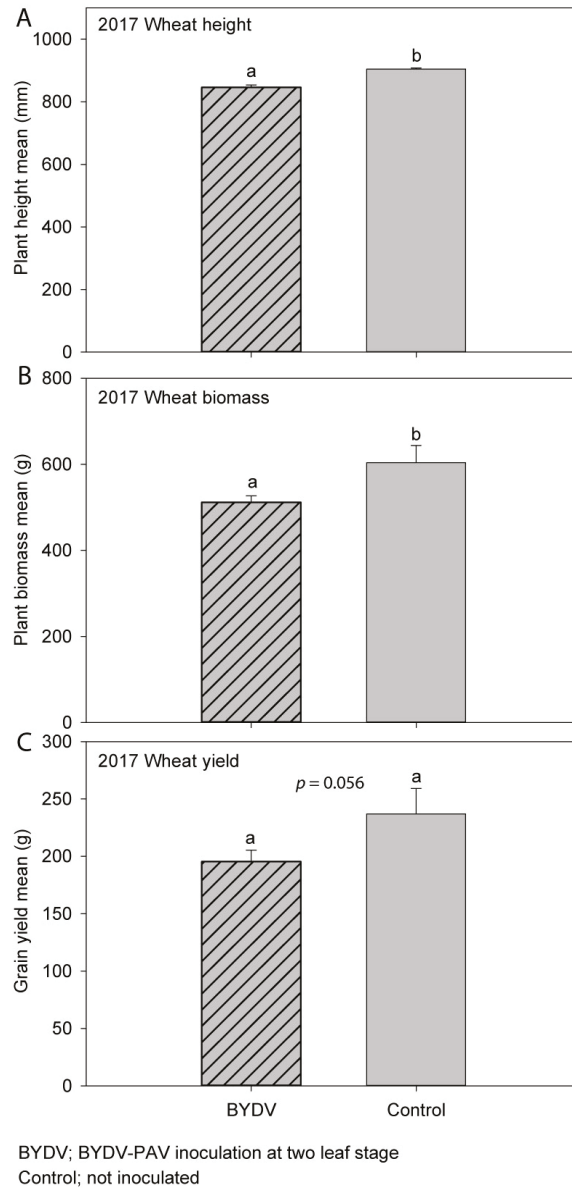 A
2017 Wheat height
1000
800
600
400
200
0
Plant height mean (mm)
a
b
B
2017 Wheat biomass
800
600
400
200
0
Plant biomass mean (g)
a
b
C
2017 Wheat yield
p = 0.056
300
250
200
150
100
50
0
Grain yield mean (g)
a
a
BYDV
Control
BYDV; BYDV-PAV inoculation at two leaf stage
Control; not inoculated